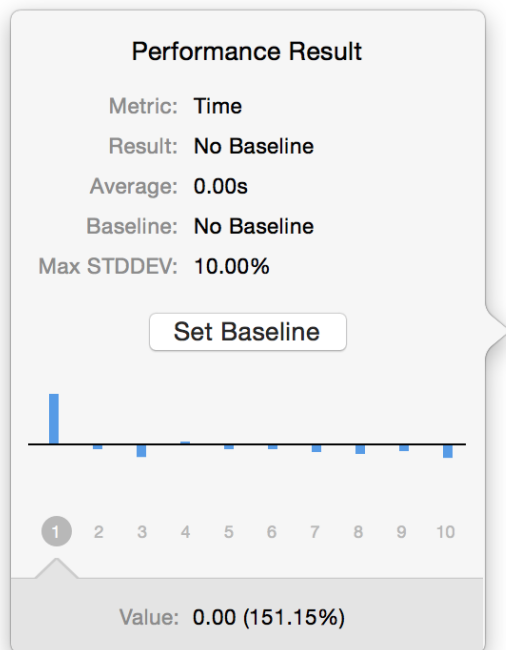 Performance Result
Metric: Time
Result: No Baseline
Average: 0.00s
Baseline: No Baseline
Max STDDEV: 10.00%
Set Baseline
1 2 3 4 5 6 7 8 9 10
Value: 0.00 (151.15%)